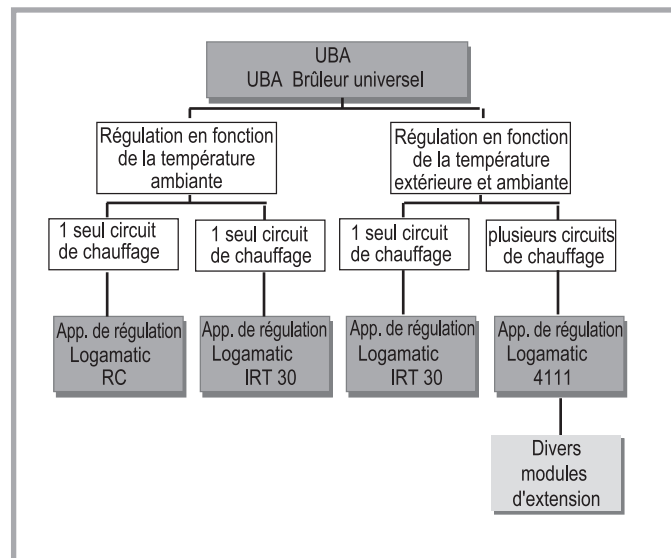 UBA
UBA Brûleur universel
Régulation en fonction
de la température
ambiante
Régulation en fonction
de la température
extérieure et ambiante
1 seul circuit
de chauffage
1 seul circuit
de chauffage
1 seul circuit
de chauffage
plusieurs circuits
de chauffage
App. de régulation
Logamatic
RC
App. de régulation
Logamatic
IRT 30
App. de régulation
Logamatic
IRT 30
App. de régulation
Logamatic
4111
Divers
modules
d'extension